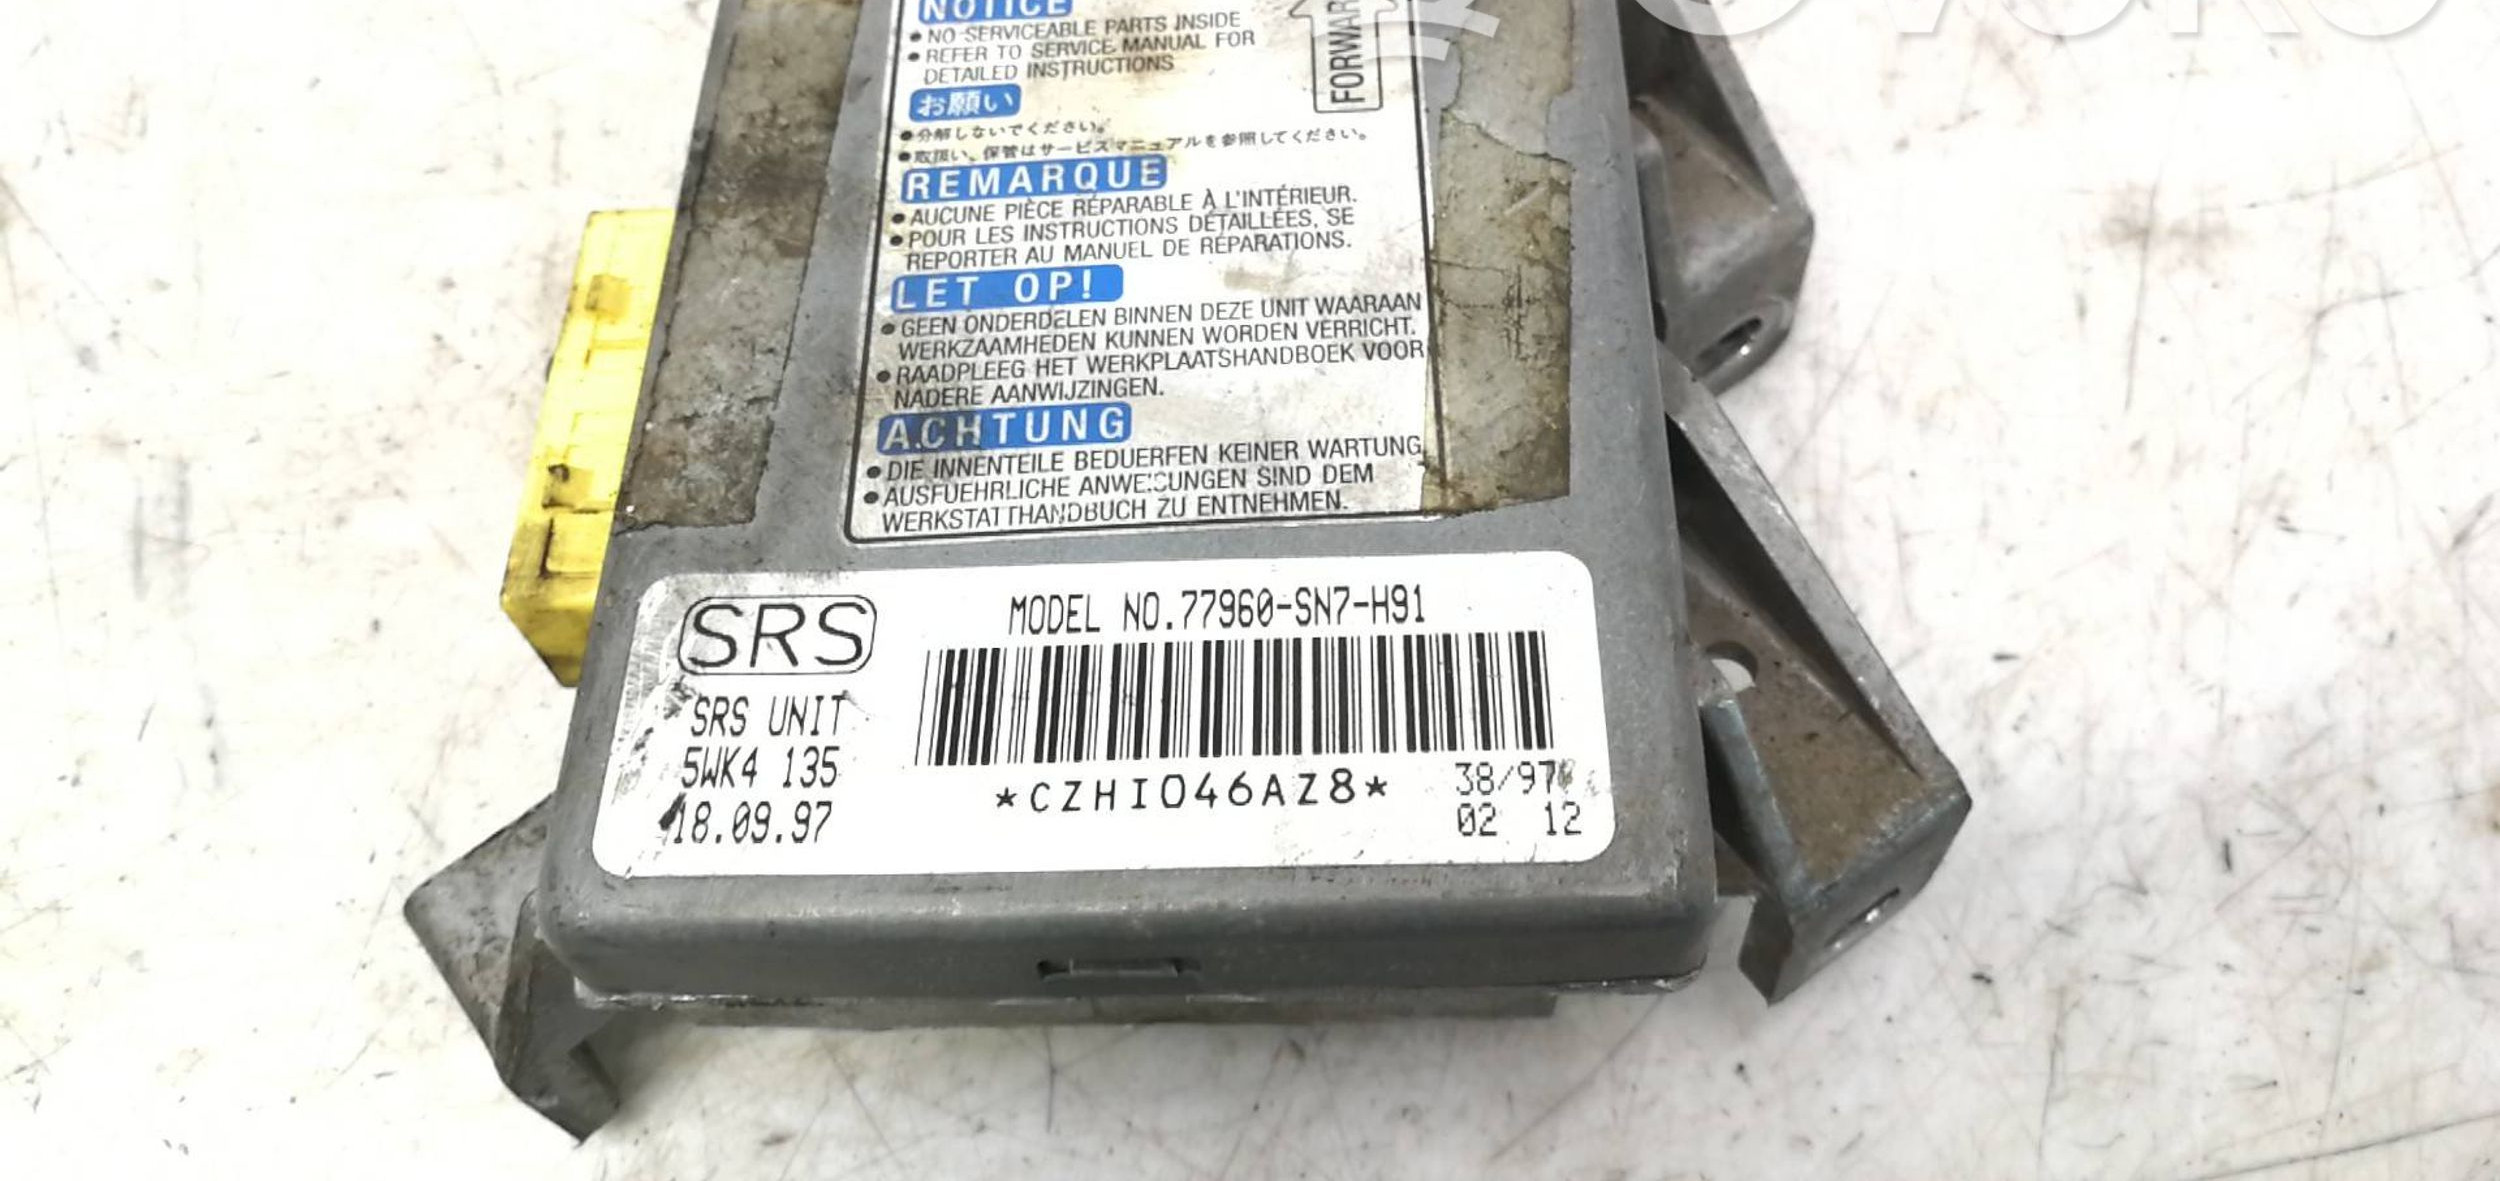 NOTICE
• NO SERVICEABLE PARTS INSIDE
• REFER TO SERVICE MANUAL FOR
DETAILED INSTRUCTIONS
お願い
• 分解しないでください。
• 取扱い、保管はサービスマニュアルを参照してください。
REMARQUE
• AUCUNE PIÈCE RÉPARABLE À L'INTÉRIEUR.
• POUR LES INSTRUCTIONS DÉTAILLÉES, SE
REPORTER AU MANUEL DE RÉPARATIONS.
LET OP!
• GEEN ONDERDELEN BINNEN DEZE UNIT WAARAAN
WERKZAAMHEDEN KUNNEN WORDEN VERRICHT.
• RAADPLEEG HET WERKPLAATSHANDBOEK VOOR
NADERE AANWIJZINGEN.
ACHTUNG
• DIE INNENTEILE BEDUERFEN KEINER WARTUNG
• AUSFUEHRLICHE ANWEISUNGEN SIND DEM
WERKSTATTHANDBUCH ZU ENTNEHMEN.
SRS
MODEL NO.77960-SN7-H91
SRS UNIT
5WK4 135
18.09.97
*CZHIO46AZ8*
38/97
02 12